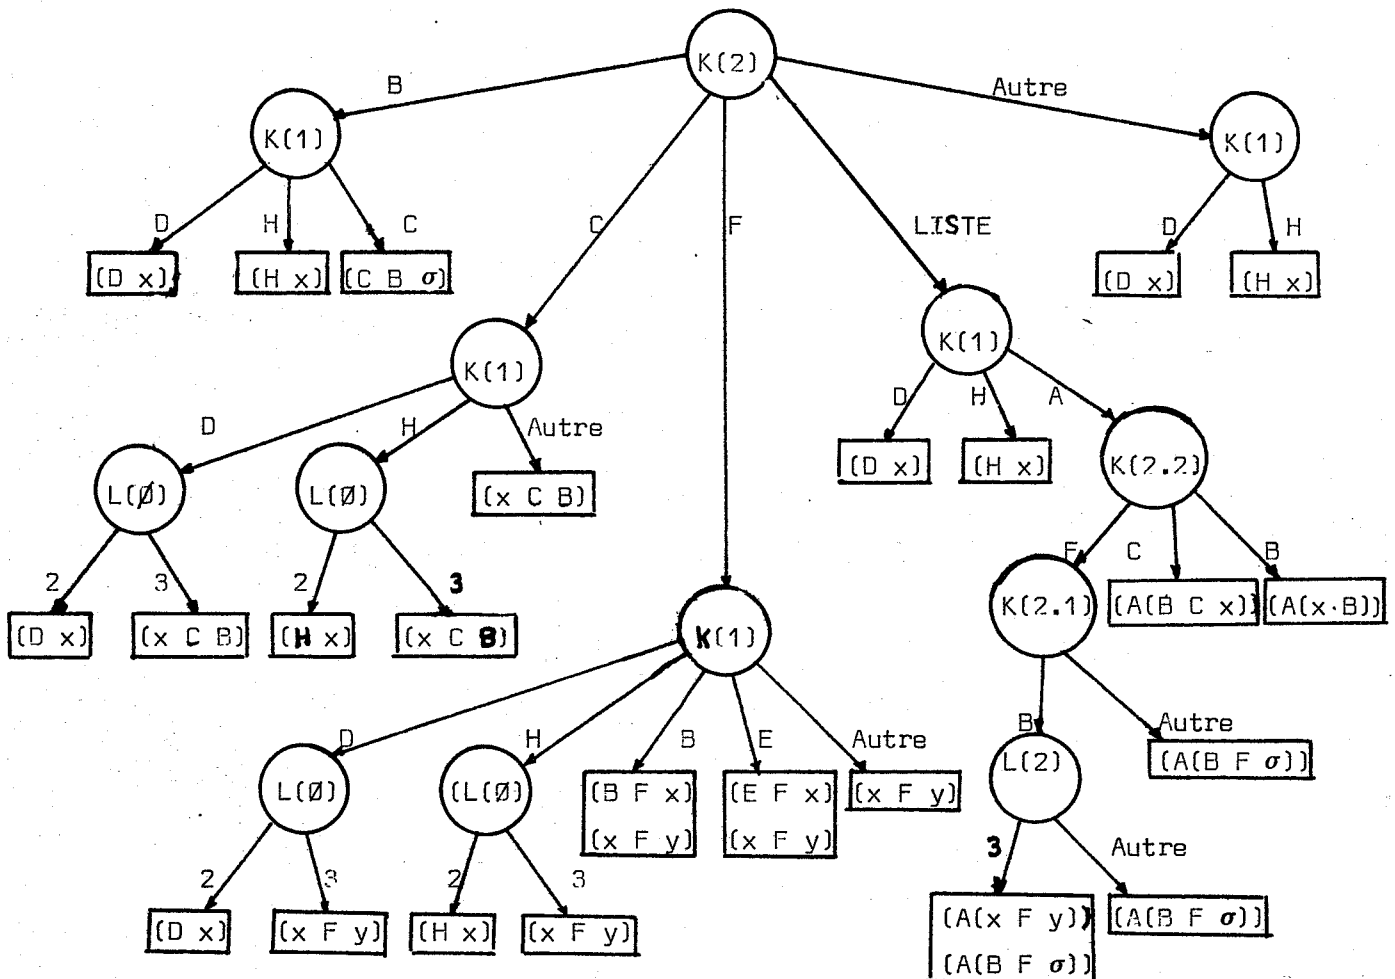 K(2)
B
Autre
K(1)
K(1)
D
H
C
C
F
LISTE
D
H
(D x)
(H x)
(C B σ)
(D x)
(H x)
K(1)
K(1)
D
H
Autre
D
H
A
L(Ø)
L(Ø)
(x C B)
(D x)
(H x)
K(2.2)
2
3
2
3
F
C
B
(D x)
(x C B)
(H x)
(x C B)
K(1)
K(2.1)
(A(B C x))
(A(x.B))
D
H
B
E
Autre
B
Autre
L(Ø)
(L(Ø)
(B F x)
(x F y)
(E F x)
(x F y)
(x F y)
L(2)
(A(B F σ))
2
3
2
3
3
Autre
(D x)
(x F y)
(H x)
(x F y)
(A(x F y))
(A(B F σ))
(A(B F σ))